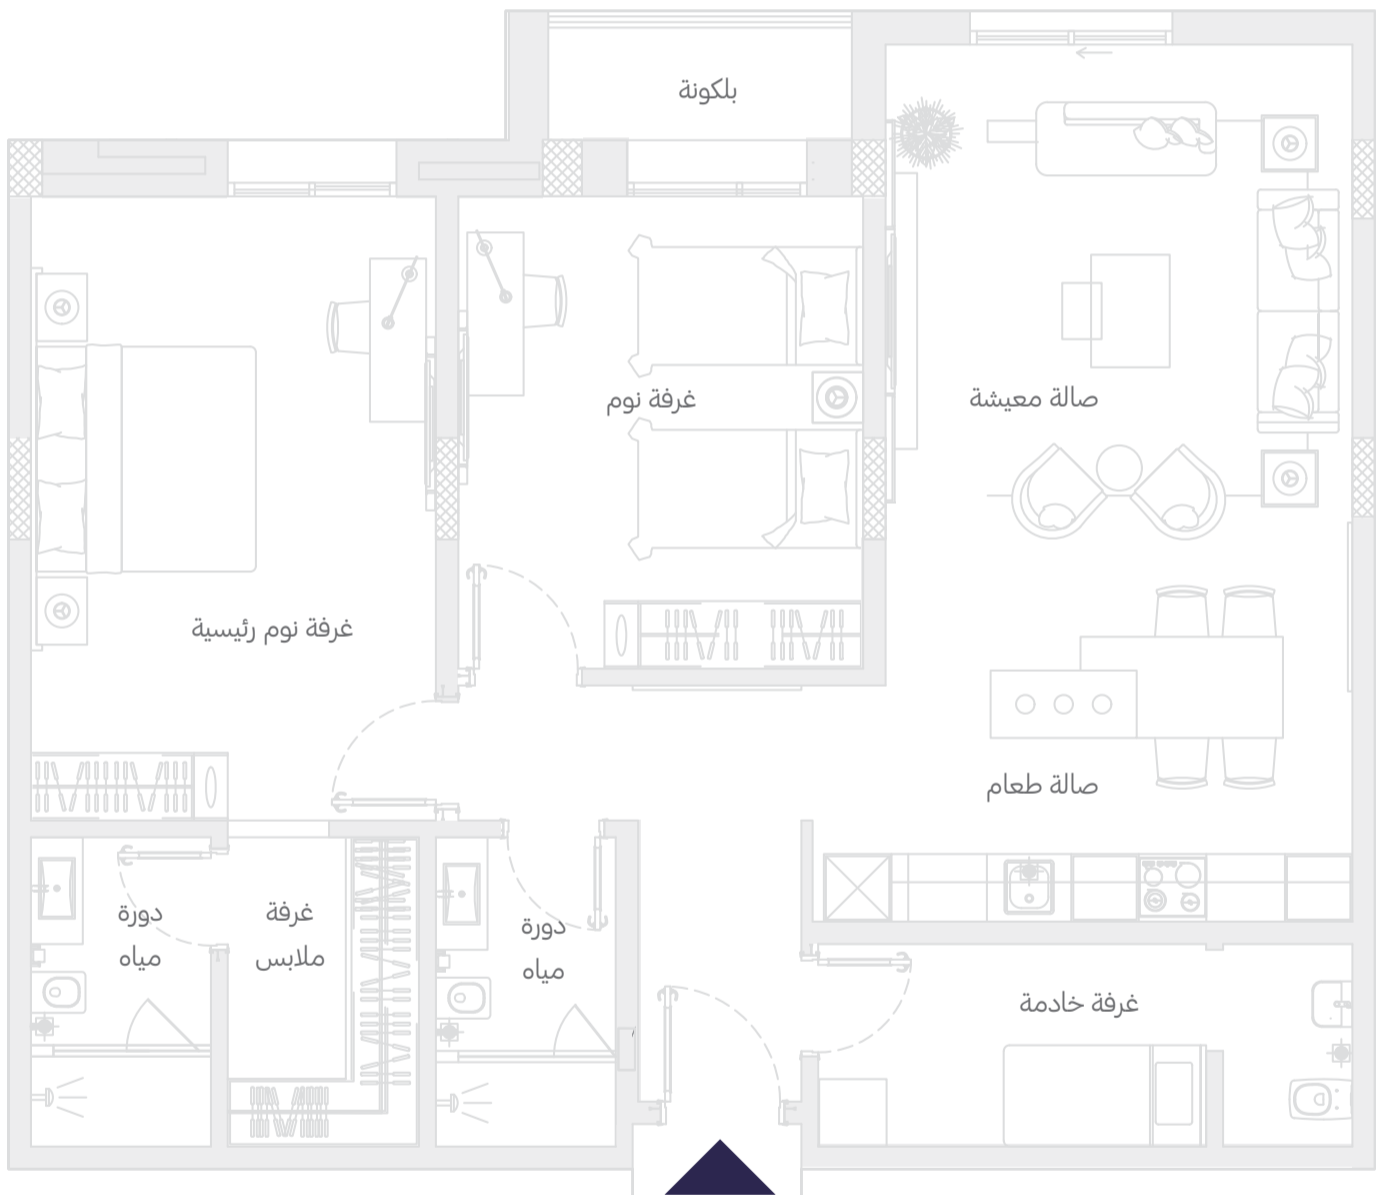 بلكونة
صالة معيشة
غرفة نوم
غرفة نوم رئيسية
صالة طعام
دورة
مياه
غرفة
ملابس
دورة
مياه
غرفة خادمة